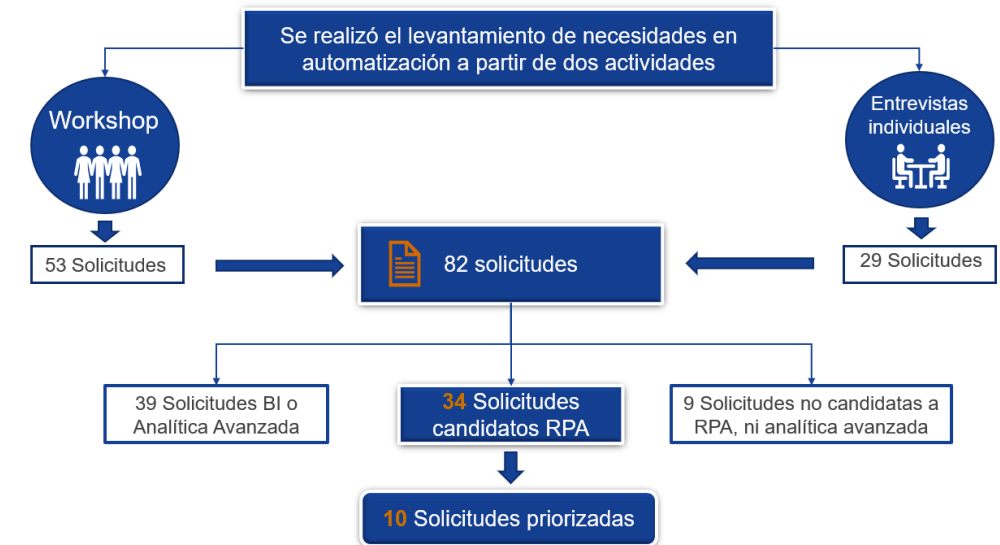 Se realizó el levantamiento de necesidades en
automatización a partir de dos actividades
Workshop
Entrevistas
individuales
53 Solicitudes
82 solicitudes
29 Solicitudes
39 Solicitudes BI o
Analítica Avanzada
34 Solicitudes
candidatos RPA
9 Solicitudes no candidatas a
RPA, ni analítica avanzada
10 Solicitudes priorizadas